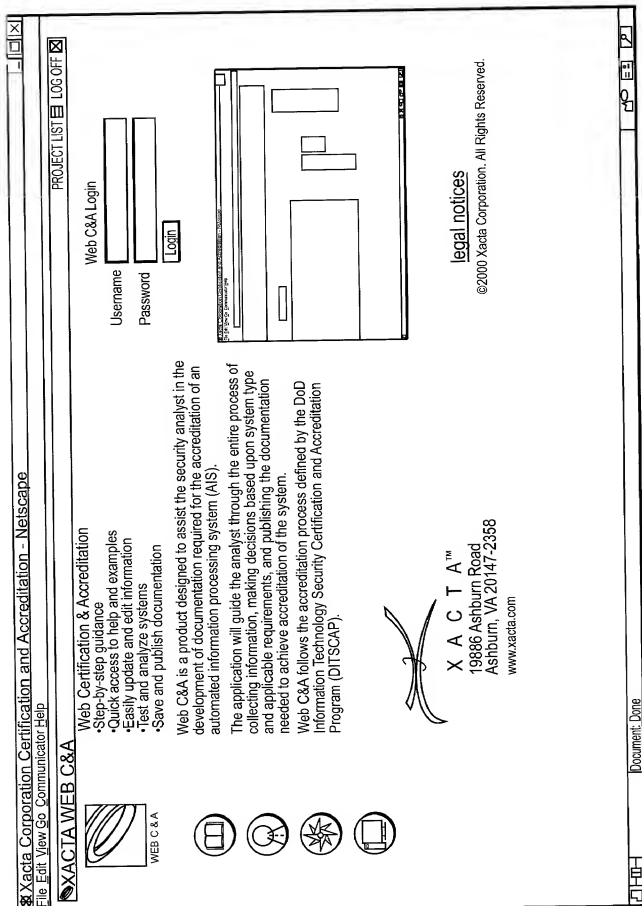 Xacta Corporation Certification and Accreditation - Netscape
File Edit View Go Communicator Help
XACTA WEB C&A
PROJECT LIST LOG OFF
WEB C & A
Web Certification & Accreditation
•Step-by-step guidance
•Quick access to help and examples
•Easily update and edit information
•Test and analyze systems
•Save and publish documentation
Web C&A is a product designed to assist the security analyst in the
development of documentation required for the accreditation of an
automated information processing system (AIS).
The application will guide the analyst through the entire process of
collecting information, making decisions based upon system type
and applicable requirements, and publishing the documentation
needed to achieve accreditation of the system.
Web C&A follows the accreditation process defined by the DoD
Information Technology Security Certification and Accreditation
Program (DITSCAP).
Web C&A Login
Username
Password
Login
X A C T A™
19886 Ashburn Road
Ashburn, VA 20147-2358
www.xacta.com
legal notices
©2000 Xacta Corporation. All Rights Reserved.
Document: Done